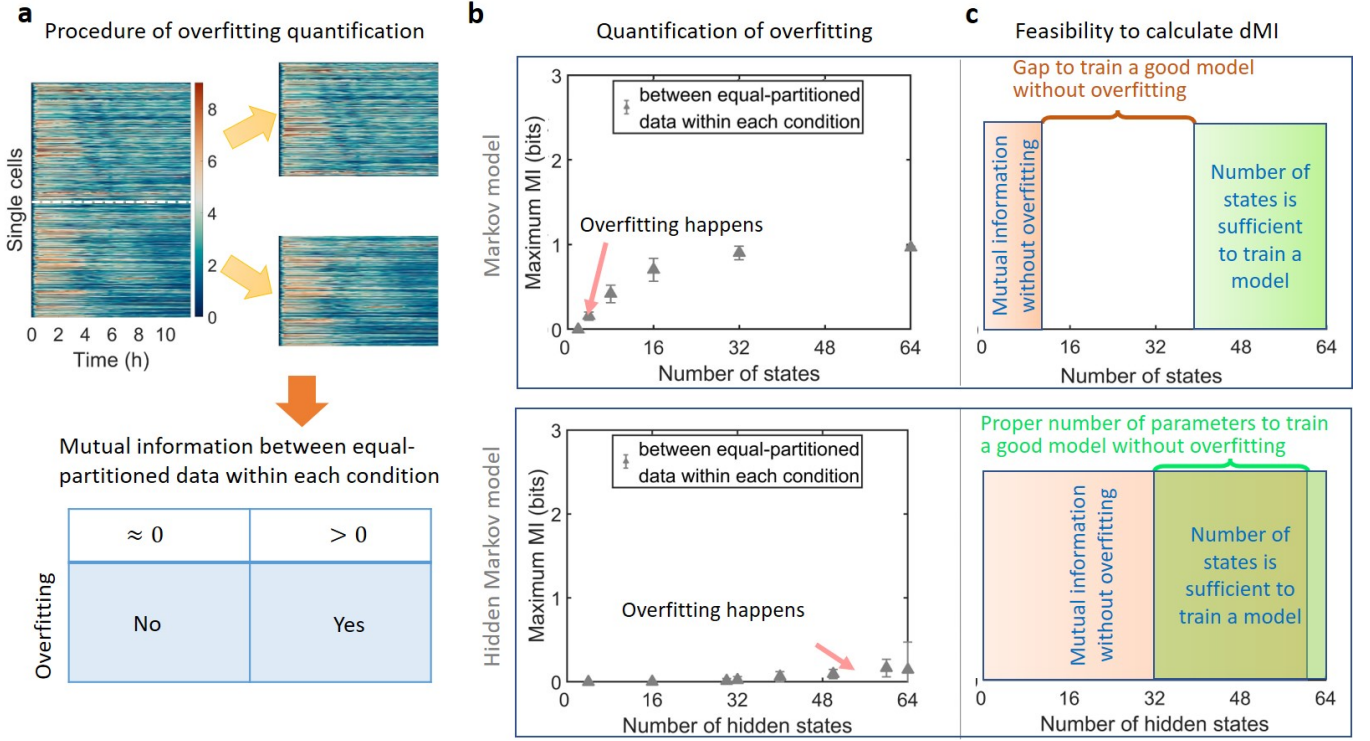 a
Procedure of overfitting quantification
Single cells
8
6
4
2
0
0 2 4 6 8 10
Time (h)
Mutual information between equal-
partitioned data within each condition
≈ 0
> 0
Overfitting
No
Yes
b
Quantification of overfitting
Markov model
Maximum MI (bits)
3
2
1
0
between equal-partitioned
data within each condition
Overfitting happens
0 16 32 48 64
Number of states
Hidden Markov model
Maximum MI (bits)
3
2
1
0
between equal-partitioned
data within each condition
Overfitting happens
0 16 32 48 64
Number of hidden states
c
Feasibility to calculate dMI
Gap to train a good model
without overfitting
Mutual information
without overfitting
Number of
states is
sufficient
to train a
model
0 16 32 48 64
Number of states
Proper number of parameters to train
a good model without overfitting
Mutual information
without overfitting
Number of
states is
sufficient to
train a model
0 16 32 48 64
Number of hidden states